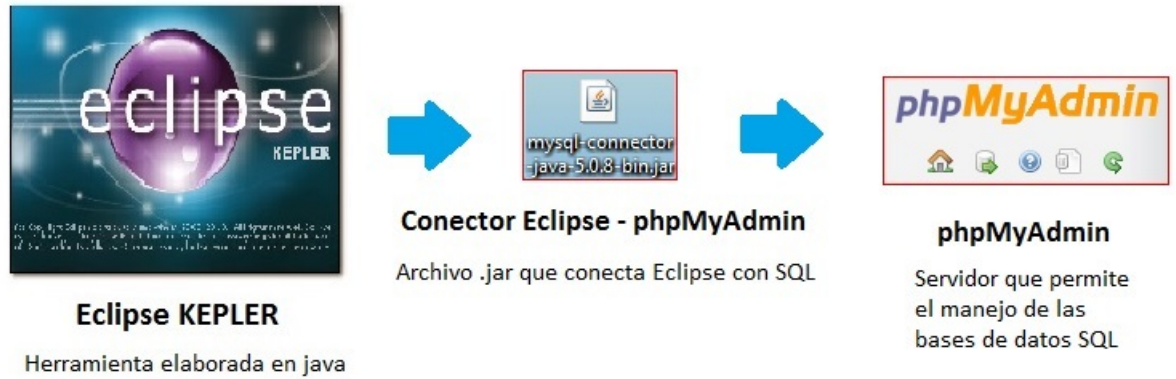 eclipse
KEPLER
Eclipse KEPLER
Herramienta elaborada en java
mysql-connector
-java-5.0.8-bin.jar
Conector Eclipse - phpMyAdmin
Archivo .jar que conecta Eclipse con SQL
phpMyAdmin
phpMyAdmin
Servidor que permite
el manejo de las
bases de datos SQL